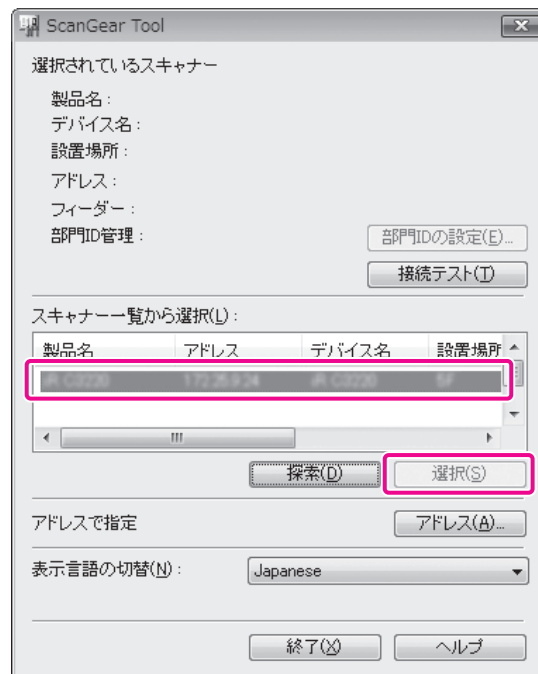 ScanGear Tool
選択されているスキャナー
製品名 :
デバイス名 :
設置場所 :
アドレス :
フィーダー :
部門ID管理 :
部門IDの設定(E)...
接続テスト(T)
スキャナー一覧から選択(L) :
製品名 アドレス デバイス名 設置場所
探索(D) 選択(S)
アドレスで指定 アドレス(A)...
表示言語の切替(N) : Japanese
終了(X) ヘルプ